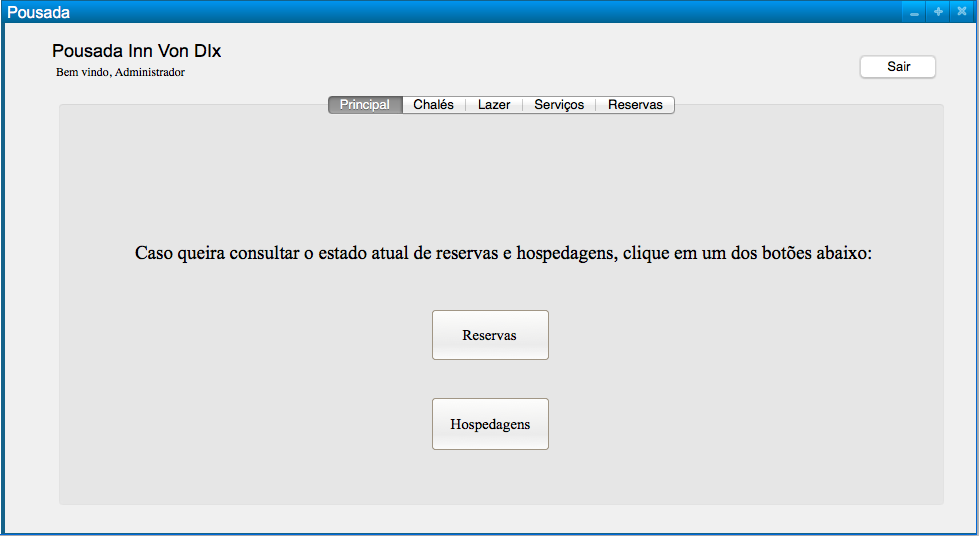 Pousada
Pousada Inn Von DIx
Bem vindo, Administrador
Sair
Principal Chalés Lazer Serviços Reservas
Caso queira consultar o estado atual de reservas e hospedagens, clique em um dos botões abaixo:
Reservas
Hospedagens